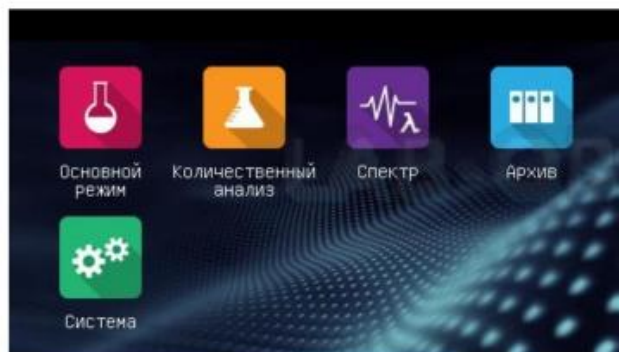 Основной
режим
Количественный
анализ
Спектр
λ
Архив
Система